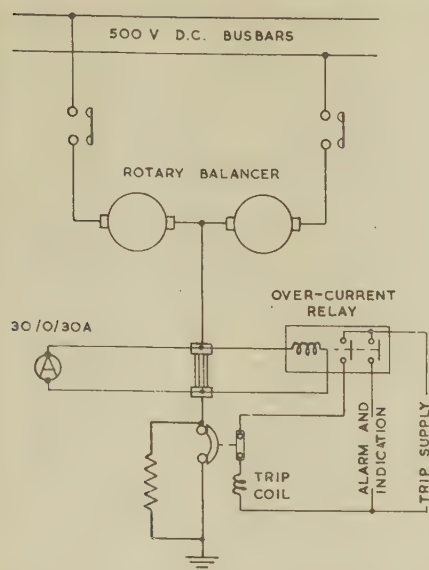 500 V D.C. BUSBARS
ROTARY BALANCER
OVER-CURRENT
RELAY
30/0/30A
A
TRIP
COIL
ALARM AND
INDICATION
TRIP SUPPLY